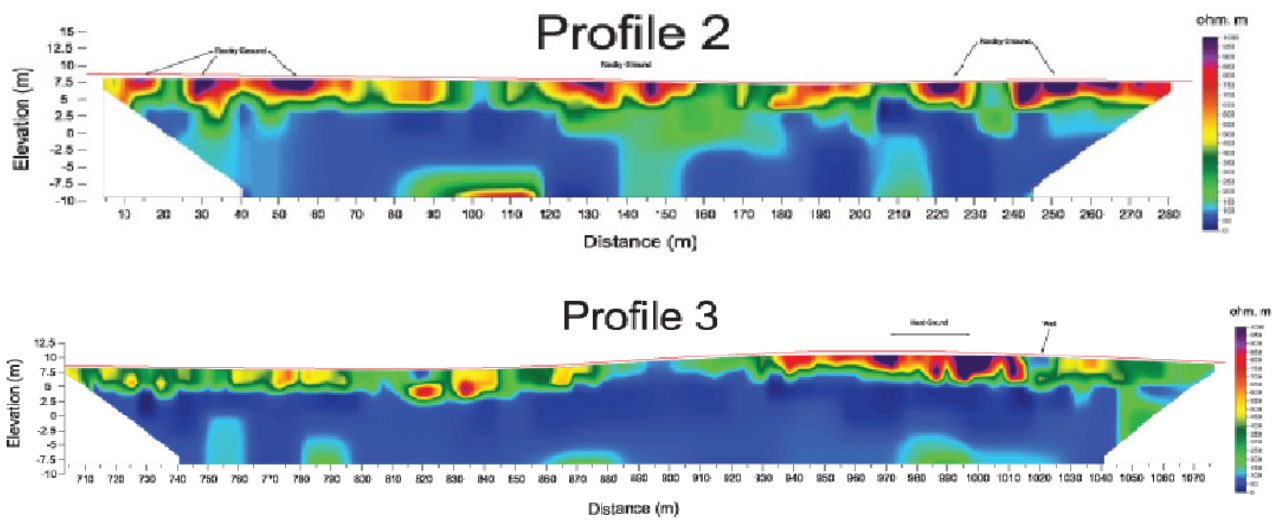 Profile 2
ohm. m
15
12.5
10
7.5
5
2.5
0
-2.5
-5
-7.5
-10
Elevation (m)
Rocky Ground
Rocky Ground
Rocky Ground
10 20 30 40 50 60 70 80 90 100 110 120 130 140 150 160 170 180 190 200 210 220 230 240 250 260 270 280
Distance (m)
Profile 3
ohm. m
12.5
10
7.5
5
2.5
0
-2.5
-5
-7.5
-10
Elevation (m)
Hard Ground
Wall
710 720 730 740 750 760 770 780 790 800 810 820 830 840 850 860 870 880 890 900 910 920 930 940 950 960 970 980 990 1000 1010 1020 1030 1040 1050 1060 1070
Distance (m)